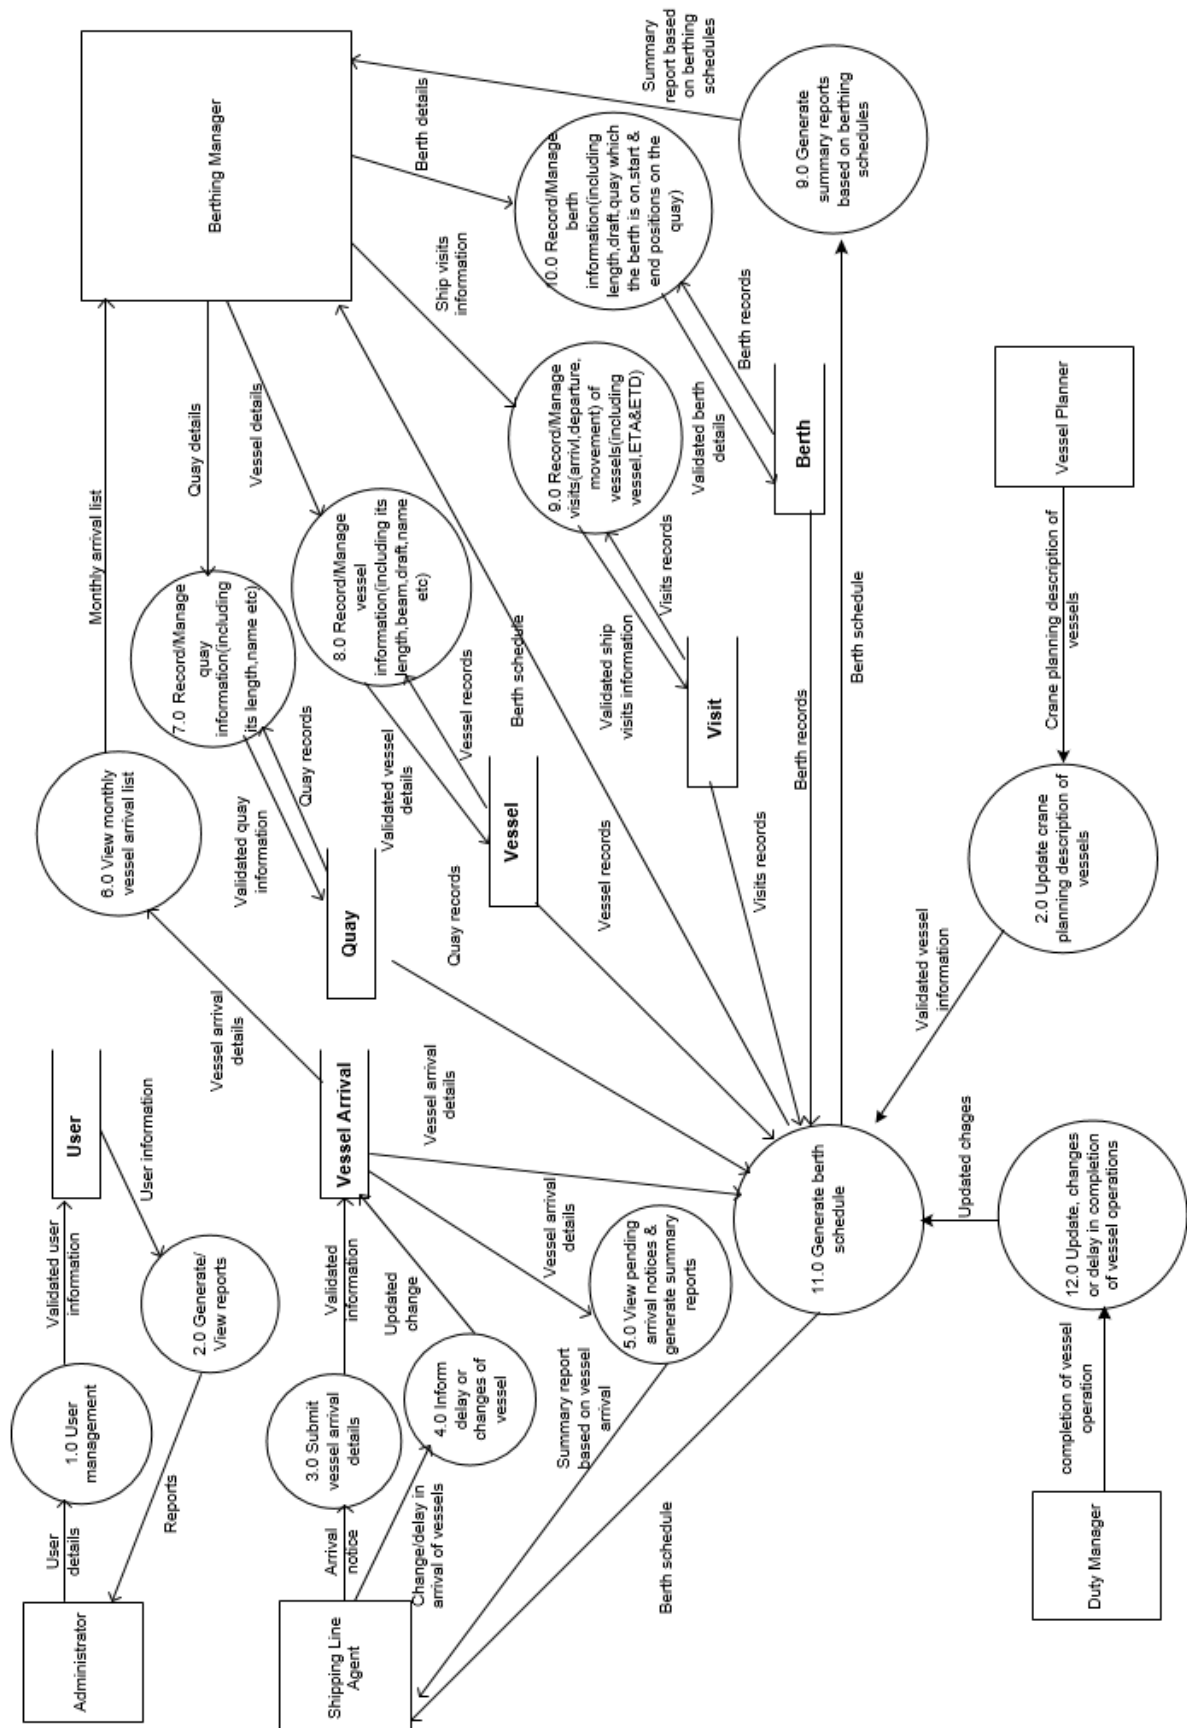 Administrator
User
details
1.0 User
management
Validated user
information
User
Reports
2.0 Generate/
View reports
User information
6.0 View monthly
vessel arrival list
Monthly arrival list
Vessel arrival
details
Berthing Manager
7.0 Record/Manage
quay
information(including
its length,name etc)
Quay details
Validated quay
information
Quay records
Quay
Vessel details
8.0 Record/Manage
vessel
information(including its
length,beam,draft,name
etc)
Validated vessel
details
Vessel records
Vessel
Shipping Line
Agent
Arrival
notice
3.0 Submit
vessel arrival
details
Validated
information
Vessel Arrival
Change/delay in
arrival of vessels
4.0 Inform
delay or
changes of
vessel
Updated
change
Vessel arrival
details
Vessel arrival
details
Quay records
Berth schedule
Ship visits
information
Berth details
Summary report
based on vessel
arrival
5.0 View pending
arrival notices &
generate summary
reports
Vessel records
9.0 Record/Manage
visits(arrivl,departure,
movement) of
vessels(including
vessel,ETA&ETD)
Validated ship
visits information
Visits records
Visit
10.0 Record/Manage
berth
information(including
length,draft,quay which
the berth is on,start &
end positions on the
quay)
Validated berth
details
Berth records
Berth
Summary
report based
on berthing
schedules
Berth schedule
11.0 Generate berth
schedule
Visits records
Berth records
Berth schedule
9.0 Generate
summary reports
based on berthing
schedules
Validated vessel
information
Updated chages
2.0 Update crane
planning description of
vessels
Crane planning description of
vessels
Vessel Planner
Duty Manager
completion of vessel
operation
12.0 Update, changes
or delay in completion
of vessel operations